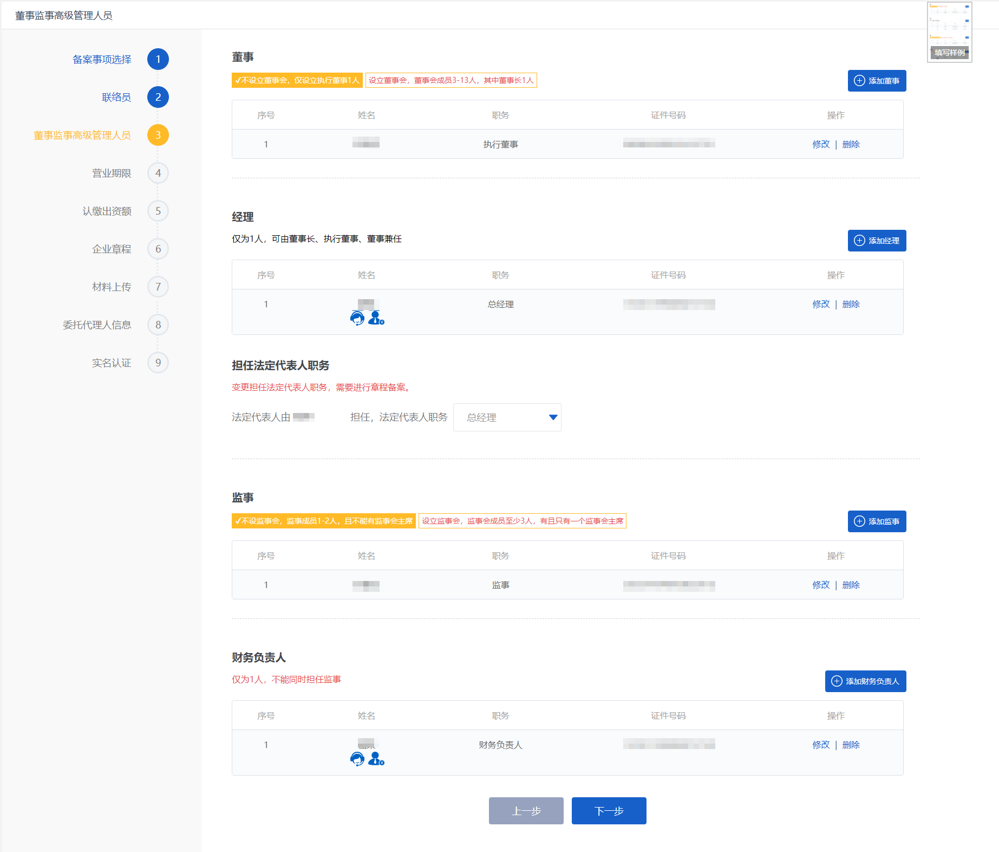 董事监事高级管理人员
填写样例
备案事项选择 1
联络员 2
董事监事高级管理人员 3
营业期限 4
认缴出资额 5
企业章程 6
材料上传 7
委托代理人信息 8
实名认证 9
董事
✓不设立董事会，仅设立执行董事1人 设立董事会，董事会成员3-13人，其中董事长1人 添加董事
序号 姓名 职务 证件号码 操作
1 执行董事 修改 | 删除
经理
仅为1人，可由董事长、执行董事、董事兼任 添加经理
序号 姓名 职务 证件号码 操作
1 总经理 修改 | 删除
担任法定代表人职务
变更担任法定代表人职务，需要进行章程备案。
法定代表人由 担任，法定代表人职务 总经理
监事
✓不设监事会，监事成员1-2人，且不能有监事会主席 设立监事会，监事会成员至少3人，有且只有一个监事会主席 添加监事
序号 姓名 职务 证件号码 操作
1 监事 修改 | 删除
财务负责人
仅为1人，不能同时担任监事 添加财务负责人
序号 姓名 职务 证件号码 操作
1 财务负责人 修改 | 删除
上一步 下一步